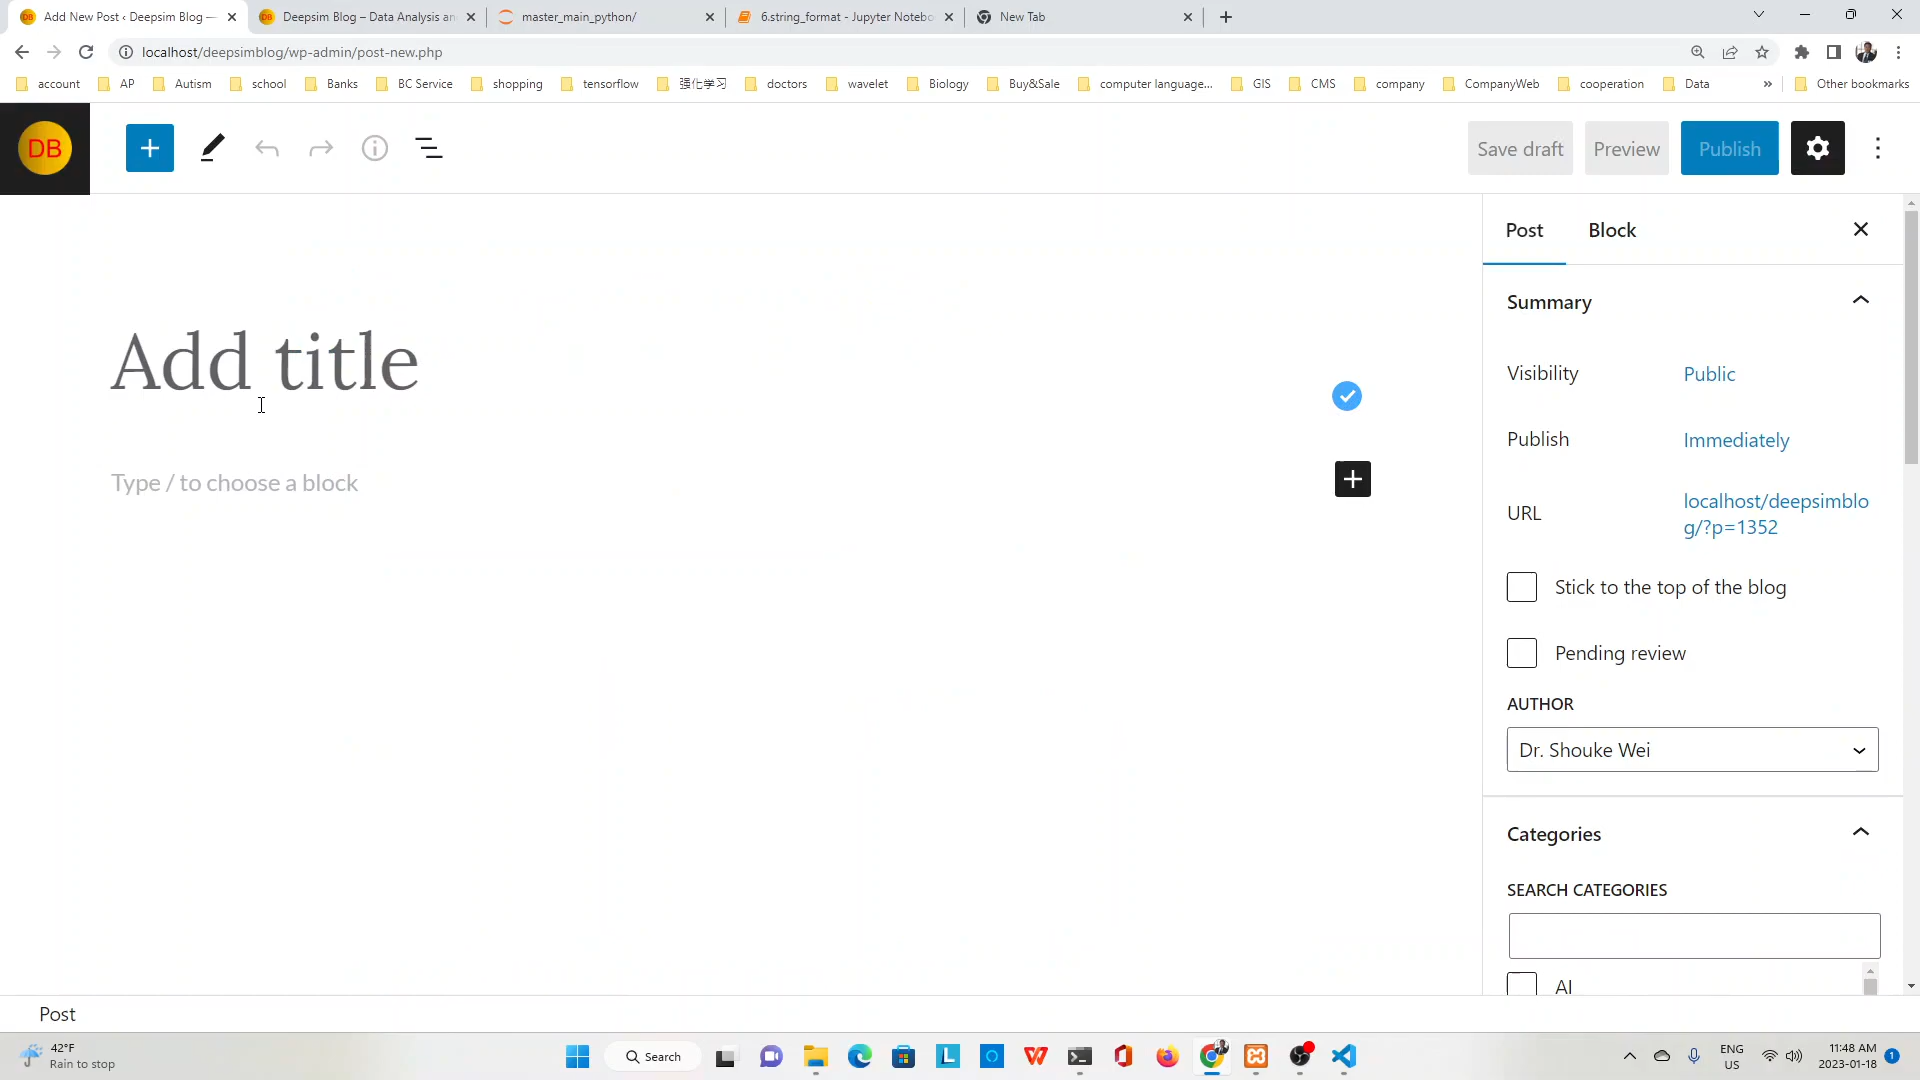 Add New Post ‹ Deepsim Blog —
Deepsim Blog – Data Analysis an
master_main_python/
6.string_format - Jupyter Notebo
New Tab
localhost/deepsimblog/wp-admin/post-new.php
account
AP
Autism
school
Banks
BC Service
shopping
tensorflow
强化学习
doctors
wavelet
Biology
Buy&Sale
computer language...
GIS
CMS
company
CompanyWeb
cooperation
Data
»
Other bookmarks
DB
Save draft
Preview
Publish
Post
Block
Summary
Add title
Visibility
Public
Publish
Immediately
Type / to choose a block
URL
localhost/deepsimblo
g/?p=1352
Stick to the top of the blog
Pending review
AUTHOR
Dr. Shouke Wei
Categories
SEARCH CATEGORIES
AI
Post
42°F
Rain to stop
Search
ENG
US
11:48 AM
2023-01-18
1